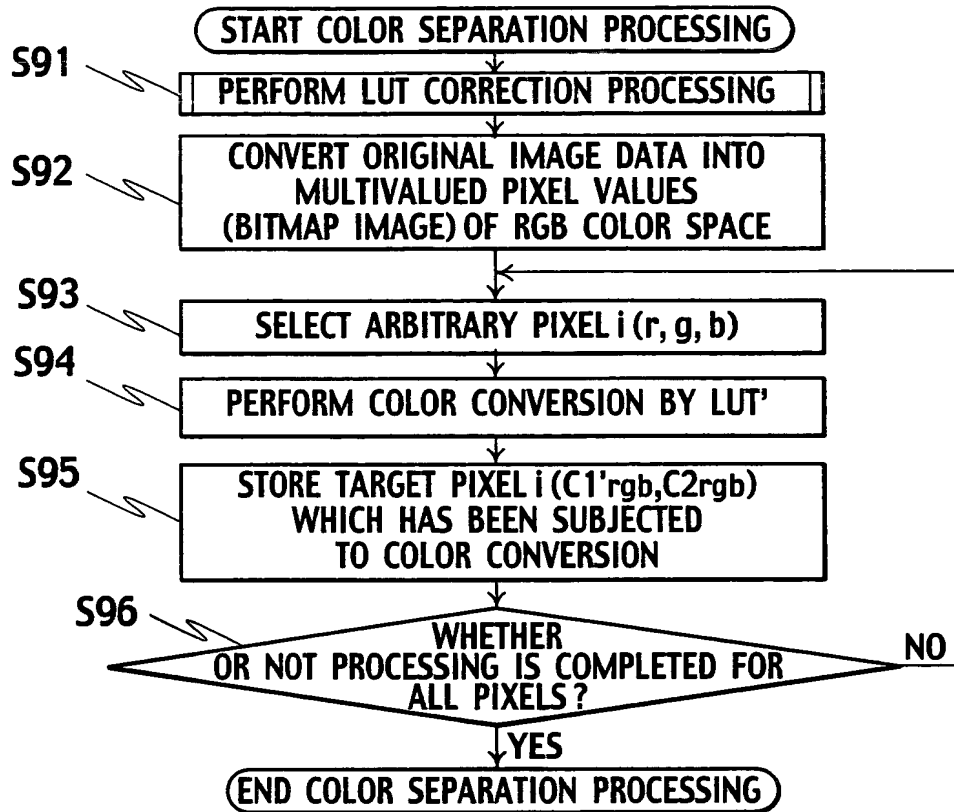 START COLOR SEPARATION PROCESSING
S91
PERFORM LUT CORRECTION PROCESSING
S92
CONVERT ORIGINAL IMAGE DATA INTO
MULTIVALUED PIXEL VALUES
(BITMAP IMAGE) OF RGB COLOR SPACE
S93
SELECT ARBITRARY PIXEL i (r, g, b)
S94
PERFORM COLOR CONVERSION BY LUT'
S95
STORE TARGET PIXEL i (C1'rgb,C2rgb)
WHICH HAS BEEN SUBJECTED
TO COLOR CONVERSION
S96
WHETHER
OR NOT PROCESSING IS COMPLETED FOR
ALL PIXELS?
NO
YES
END COLOR SEPARATION PROCESSING